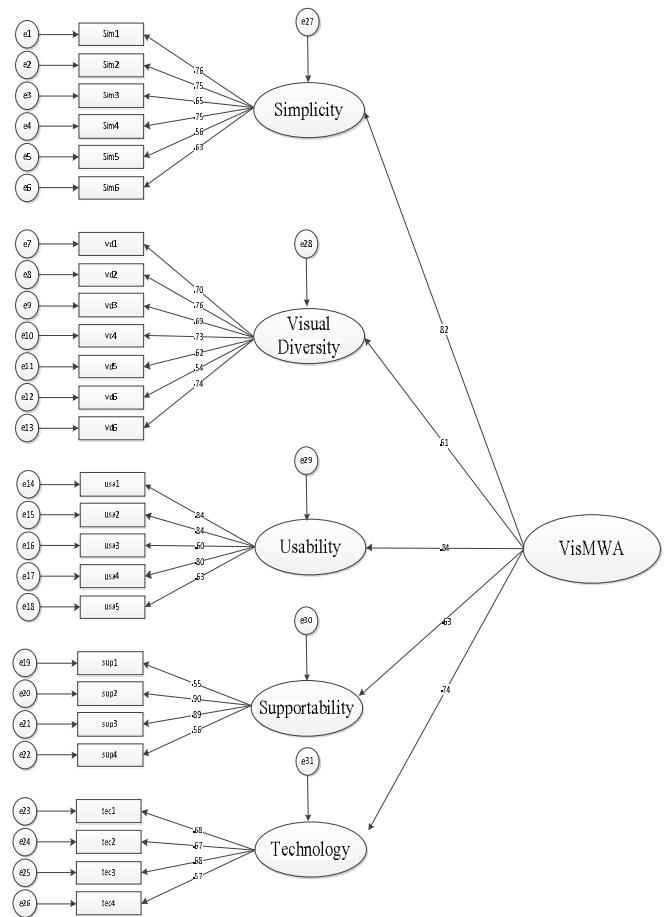 e27
e1
Sim1
e2
Sim2
e3
Sim3
e4
Sim4
e5
Sim5
e6
Sim6
.76
.75
.65
.75
.56
.63
Simplicity
e28
e7
vd1
e8
vd2
e9
vd3
e10
vd4
e11
vd5
e12
vd6
e13
vd6
.70
.76
.69
.73
.62
.54
.74
Visual
Diversity
e29
e14
usa1
e15
usa2
e16
usa3
e17
usa4
e18
usa5
.84
.84
.60
.80
.63
Usability
e30
e19
sup1
e20
sup2
e21
sup3
e22
sup4
.55
.90
.89
.56
Supportability
e31
e23
tec1
e24
tec2
e25
tec3
e26
tec4
.68
.67
.68
.57
Technology
.82
.61
.84
.63
.74
VisMWA